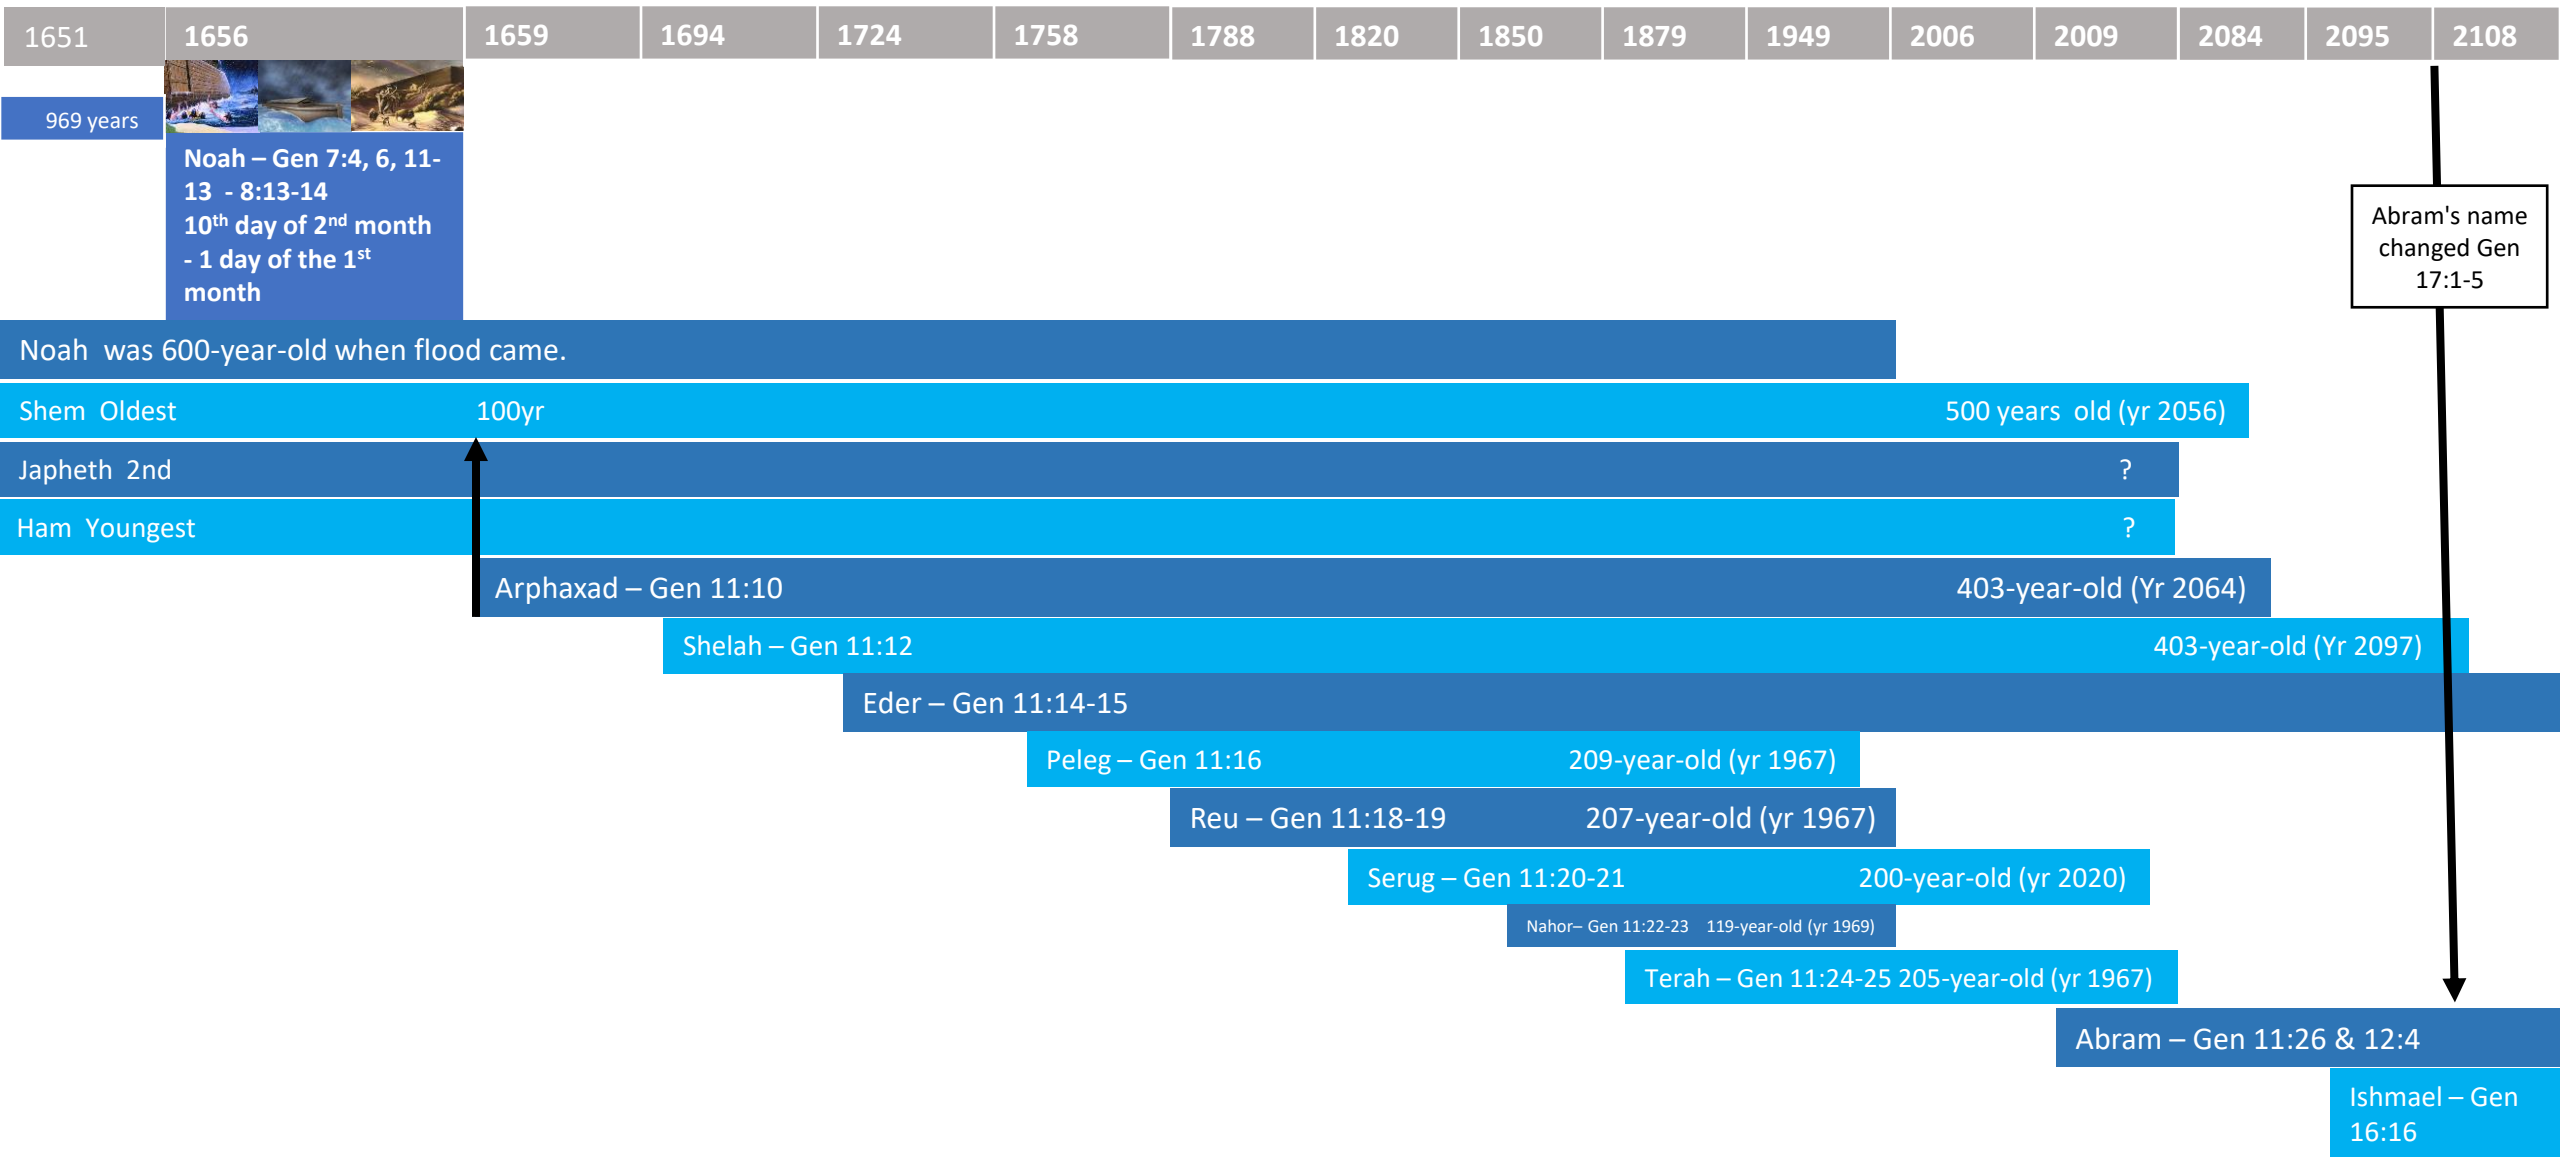 1651 1656 1659 1694 1724 1758 1788 1820 1850 1879 1949 2006 2009 2084 2095 2108
969 years
Noah – Gen 7:4, 6, 11-
13 - 8:13-14
10th day of 2nd month
- 1 day of the 1st
month
Abram's name
changed Gen
17:1-5
Noah was 600-year-old when flood came.
Shem Oldest 100yr 500 years old (yr 2056)
Japheth 2nd ?
Ham Youngest ?
Arphaxad – Gen 11:10 403-year-old (Yr 2064)
Shelah – Gen 11:12 403-year-old (Yr 2097)
Eder – Gen 11:14-15
Peleg – Gen 11:16 209-year-old (yr 1967)
Reu – Gen 11:18-19 207-year-old (yr 1967)
Serug – Gen 11:20-21 200-year-old (yr 2020)
Nahor– Gen 11:22-23 119-year-old (yr 1969)
Terah – Gen 11:24-25 205-year-old (yr 1967)
Abram – Gen 11:26 & 12:4
Ishmael – Gen
16:16